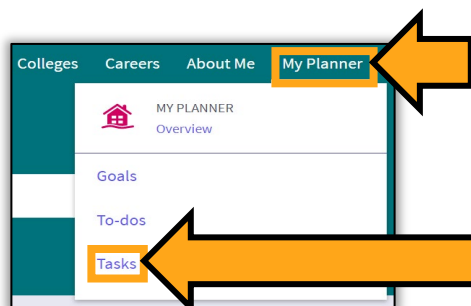 Colleges Careers About Me My Planner
MY PLANNER
Overview
Goals
To-dos
Tasks